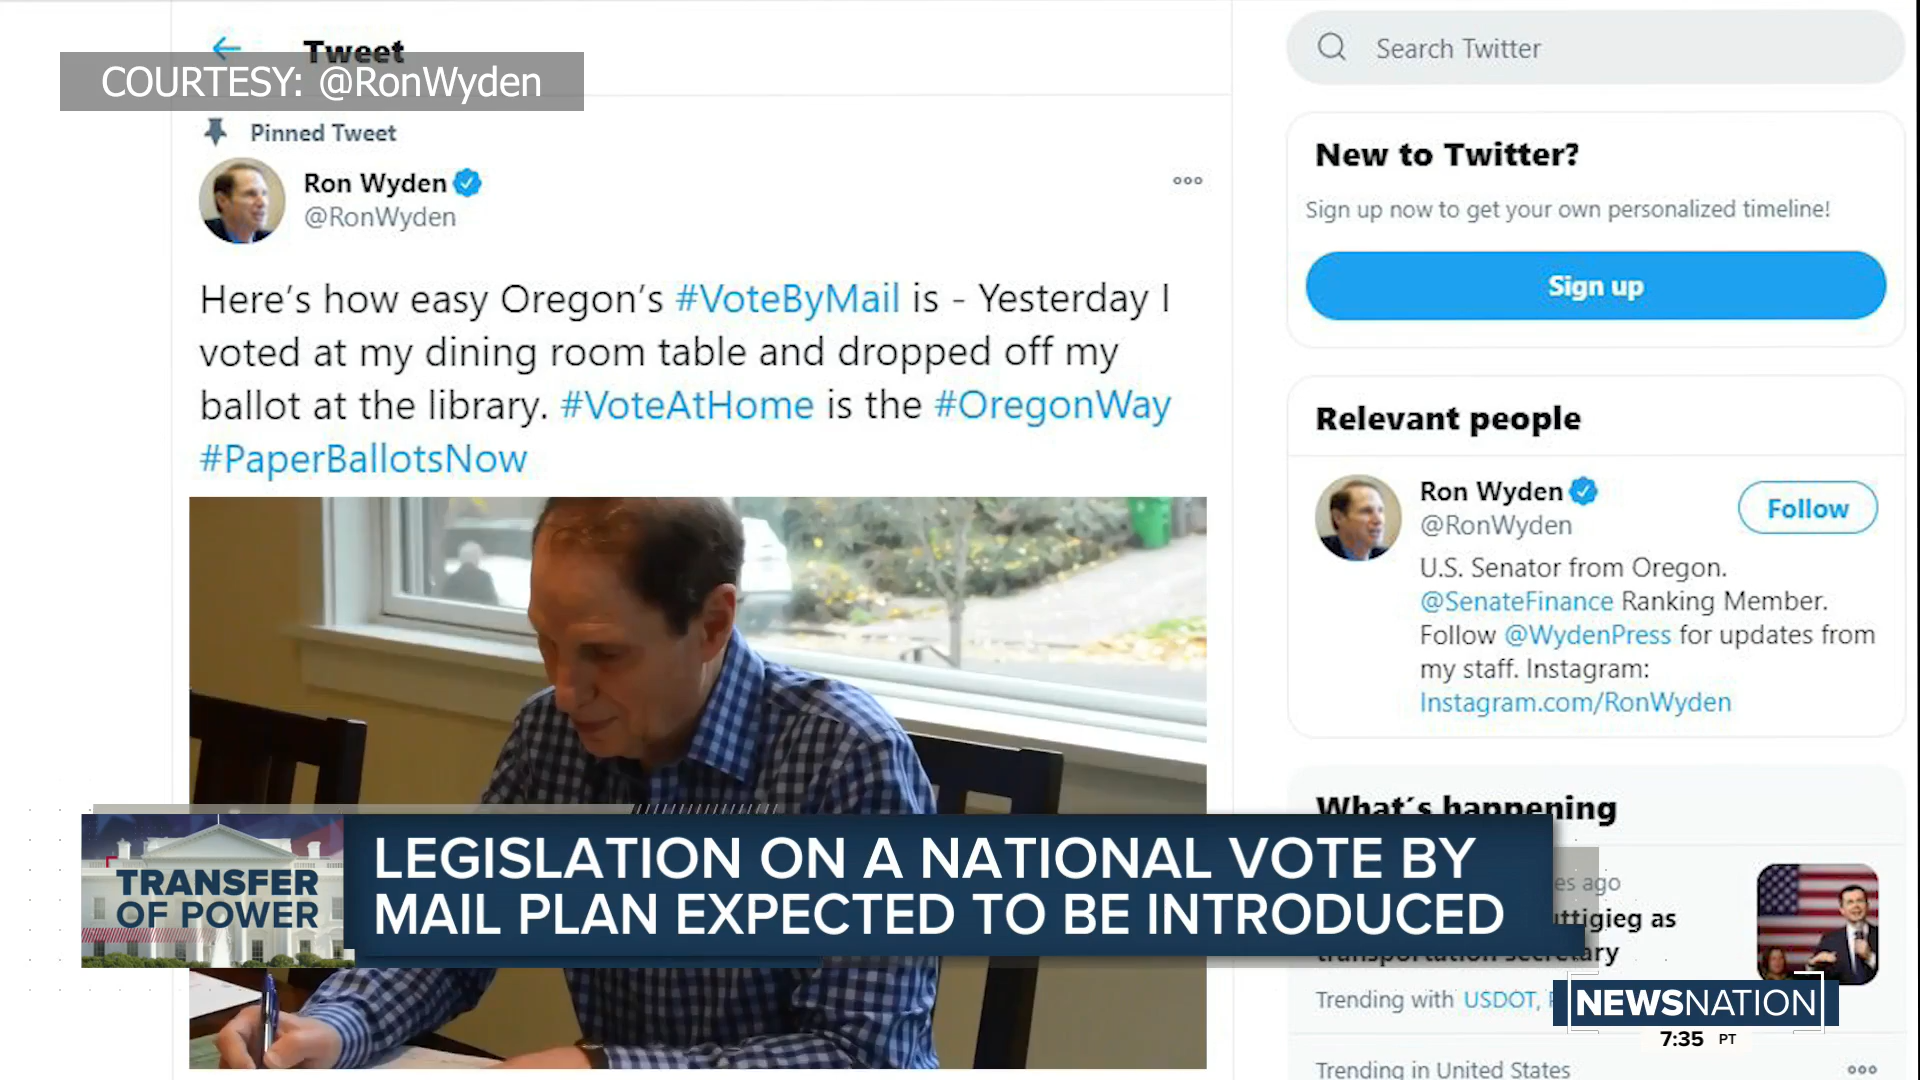 Tweet
COURTESY: @RonWyden
Pinned Tweet
Ron Wyden
@RonWyden
Here's how easy Oregon's #VoteByMail is - Yesterday I
voted at my dining room table and dropped off my
ballot at the library. #VoteAtHome is the #OregonWay
#PaperBallotsNow
Search Twitter
New to Twitter?
Sign up now to get your own personalized timeline!
Sign up
Relevant people
Ron Wyden
@RonWyden
Follow
U.S. Senator from Oregon.
@SenateFinance Ranking Member.
Follow @WydenPress for updates from
my staff. Instagram:
Instagram.com/RonWyden
What's happening
ago
as
transportation secretary
Trending with USDOT,
Trending in United States
TRANSFER
OF POWER
LEGISLATION ON A NATIONAL VOTE BY
MAIL PLAN EXPECTED TO BE INTRODUCED
NEWSNATION
7:35 PT